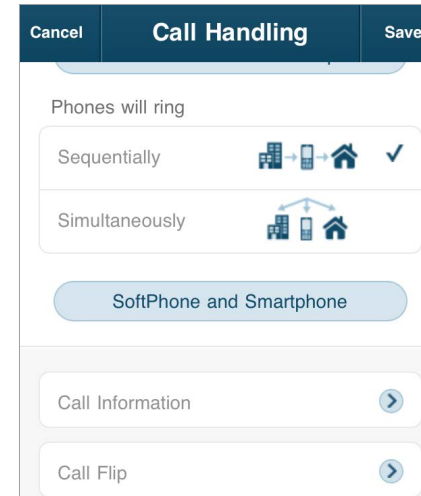 Cancel
Call Handling
Save
Phones will ring
Sequentially
Simultaneously
SoftPhone and Smartphone
Call Information
Call Flip